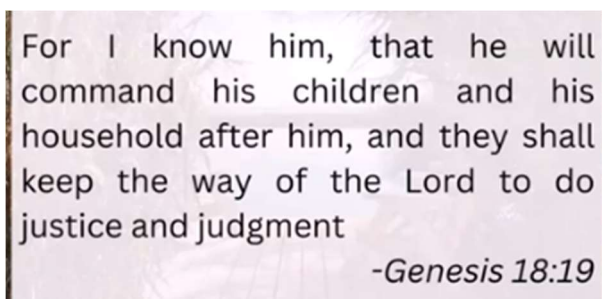 For I know him, that he will
command his children and his
household after him, and they shall
keep the way of the Lord to do
justice and judgment
-Genesis 18:19